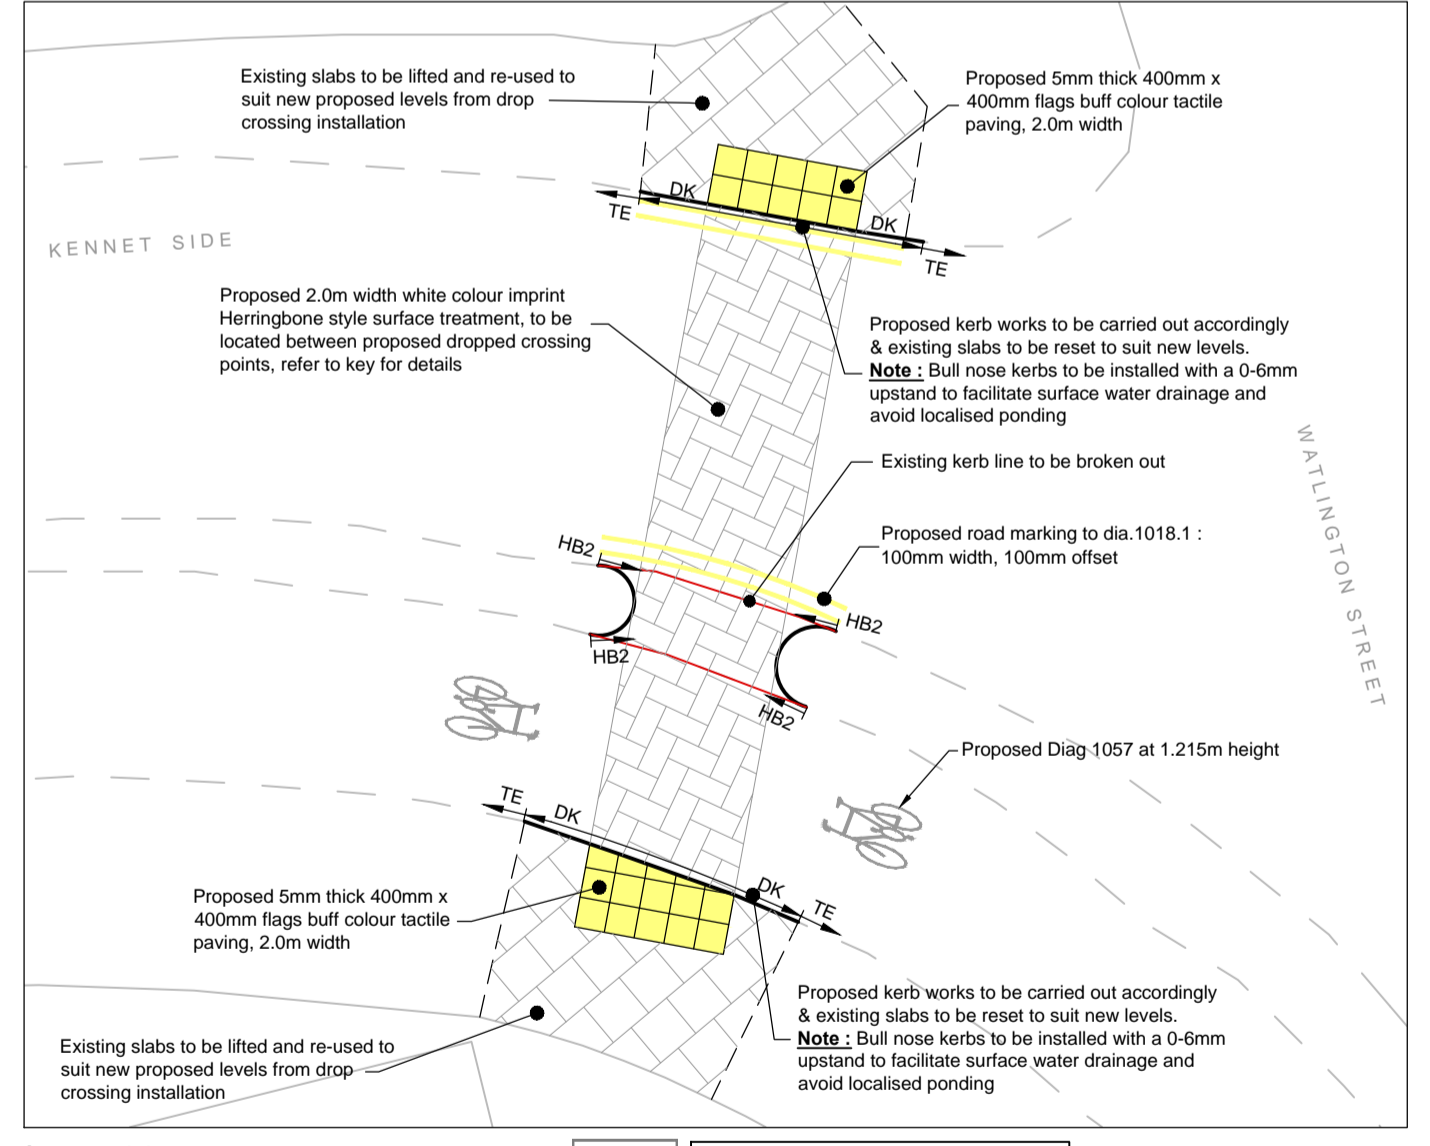 Existing slabs to be lifted and re-used to
suit new proposed levels from drop
crossing installation
Proposed 5mm thick 400mm x
400mm flags buff colour tactile
paving, 2.0m width
DK
TE
DK
TE
KENNET SIDE
Proposed 2.0m width white colour imprint
Herringbone style surface treatment, to be
located between proposed dropped crossing
points, refer to key for details
Proposed kerb works to be carried out accordingly
& existing slabs to be reset to suit new levels.
Note : Bull nose kerbs to be installed with a 0-6mm
upstand to facilitate surface water drainage and
avoid localised ponding
Existing kerb line to be broken out
WATLINGTON STREET
Proposed road marking to dia.1018.1 :
100mm width, 100mm offset
HB2
HB2
HB2
HB2
Proposed Diag 1057 at 1.215m height
TE
DK
DK
TE
Proposed 5mm thick 400mm x
400mm flags buff colour tactile
paving, 2.0m width
Proposed kerb works to be carried out accordingly
& existing slabs to be reset to suit new levels.
Note : Bull nose kerbs to be installed with a 0-6mm
upstand to facilitate surface water drainage and
avoid localised ponding
Existing slabs to be lifted and re-used to
suit new proposed levels from drop
crossing installation